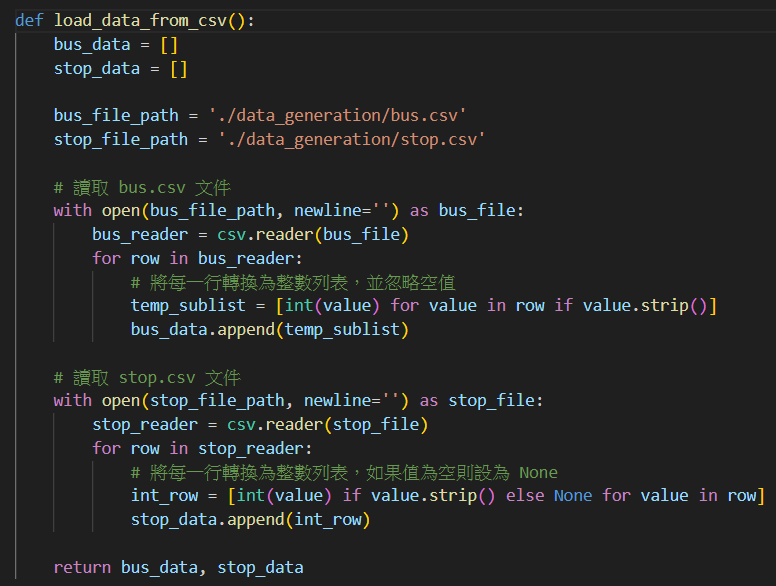 def load_data_from_csv():
    bus_data = []
    stop_data = []

    bus_file_path = './data_generation/bus.csv'
    stop_file_path = './data_generation/stop.csv'

    # 讀取 bus.csv 文件
    with open(bus_file_path, newline='') as bus_file:
        bus_reader = csv.reader(bus_file)
        for row in bus_reader:
            # 將每一行轉換為整數列表，並忽略空值
            temp_sublist = [int(value) for value in row if value.strip()]
            bus_data.append(temp_sublist)

    # 讀取 stop.csv 文件
    with open(stop_file_path, newline='') as stop_file:
        stop_reader = csv.reader(stop_file)
        for row in stop_reader:
            # 將每一行轉換為整數列表，如果值為空則設為 None
            int_row = [int(value) if value.strip() else None for value in row]
            stop_data.append(int_row)

    return bus_data, stop_data